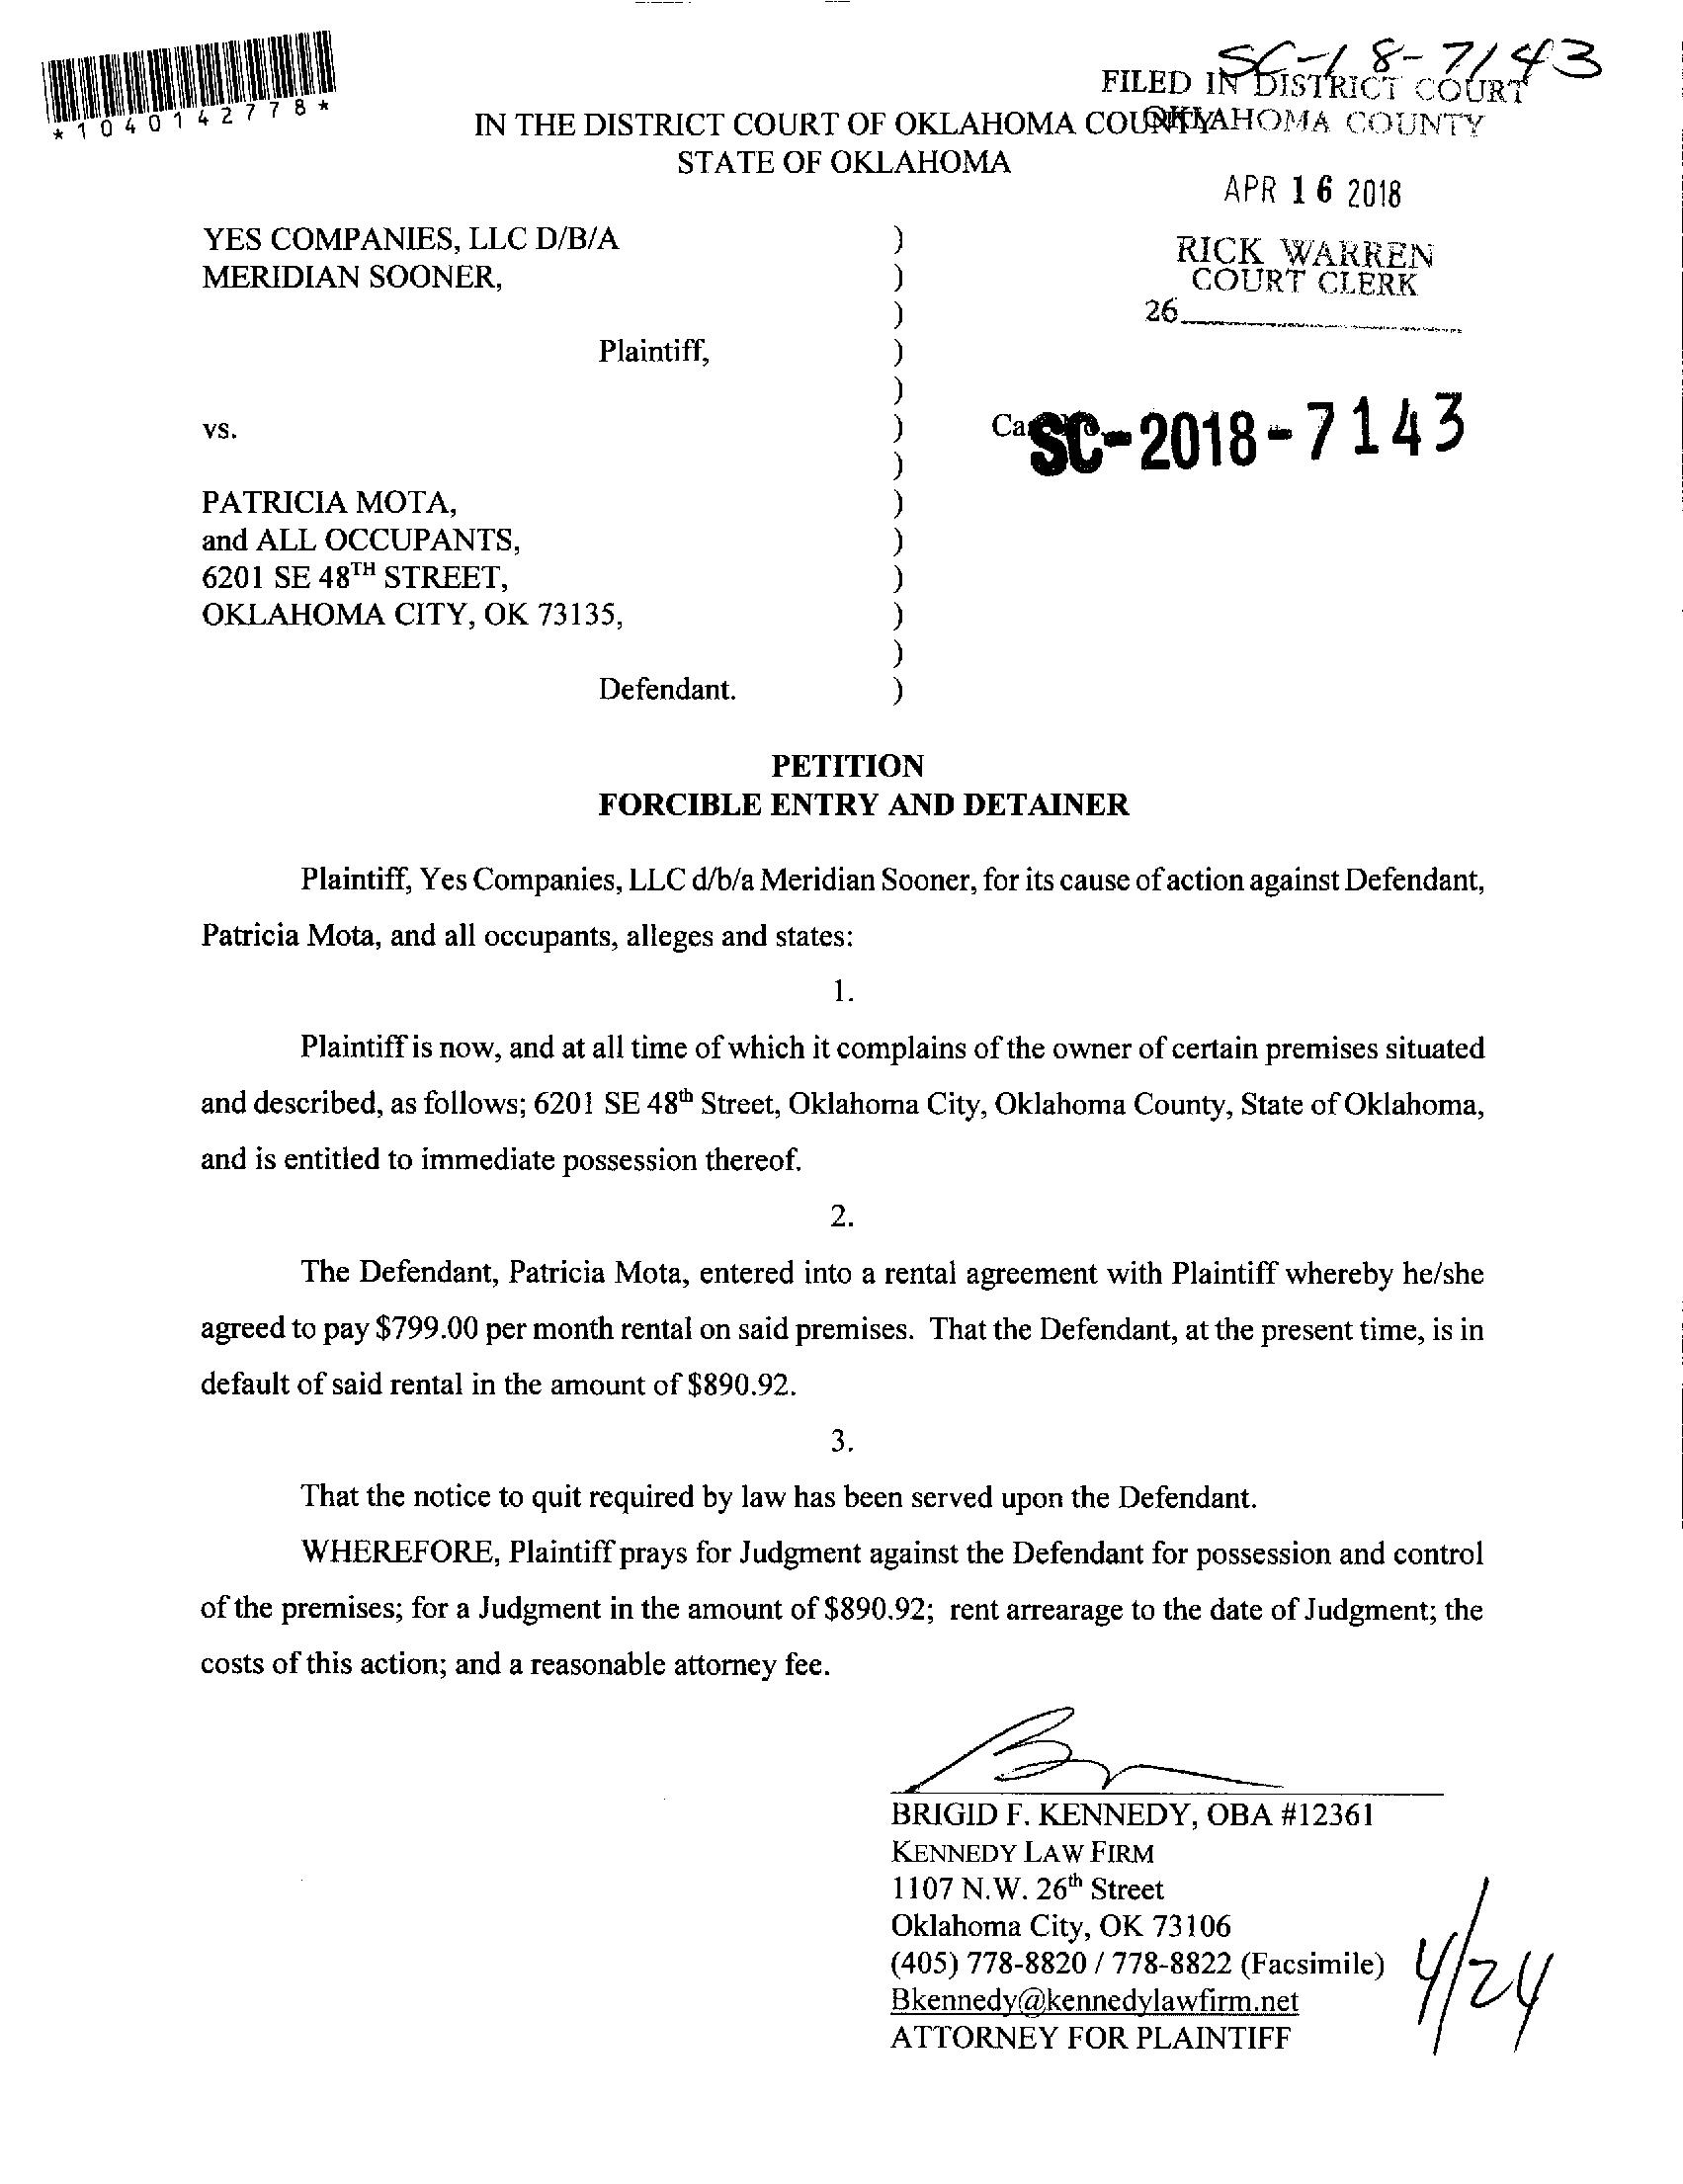 *1040142778*
SC-18-7143
FILED IN DISTRICT COURT
OKLAHOMA COUNTY
IN THE DISTRICT COURT OF OKLAHOMA COUNTY
STATE OF OKLAHOMA
APR 16 2018
RICK WARREN
COURT CLERK
26
YES COMPANIES, LLC D/B/A )
MERIDIAN SOONER, )
)
Plaintiff, )
)
vs. )
SC-2018-7143
)
PATRICIA MOTA, )
and ALL OCCUPANTS, )
6201 SE 48TH STREET, )
OKLAHOMA CITY, OK 73135, )
)
Defendant. )
PETITION
FORCIBLE ENTRY AND DETAINER
Plaintiff, Yes Companies, LLC d/b/a Meridian Sooner, for its cause of action against Defendant,
Patricia Mota, and all occupants, alleges and states:
1.
Plaintiff is now, and at all time of which it complains of the owner of certain premises situated
and described, as follows; 6201 SE 48th Street, Oklahoma City, Oklahoma County, State of Oklahoma,
and is entitled to immediate possession thereof.
2.
The Defendant, Patricia Mota, entered into a rental agreement with Plaintiff whereby he/she
agreed to pay $799.00 per month rental on said premises. That the Defendant, at the present time, is in
default of said rental in the amount of $890.92.
3.
That the notice to quit required by law has been served upon the Defendant.
WHEREFORE, Plaintiff prays for Judgment against the Defendant for possession and control
of the premises; for a Judgment in the amount of $890.92; rent arrearage to the date of Judgment; the
costs of this action; and a reasonable attorney fee.
BRIGID F. KENNEDY, OBA #12361
KENNEDY LAW FIRM
1107 N.W. 26th Street
Oklahoma City, OK 73106
(405) 778-8820 / 778-8822 (Facsimile)
Bkennedy@kennedylawfirm.net
ATTORNEY FOR PLAINTIFF
4/24